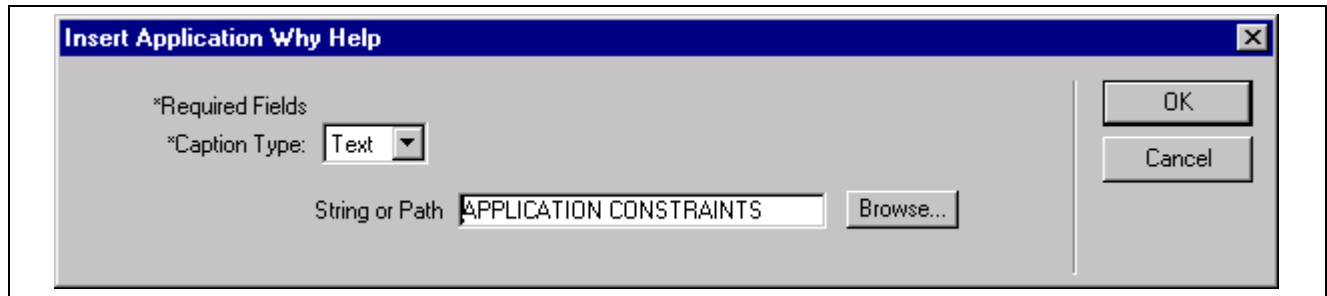 Insert Application Why Help
*Required Fields
OK
*Caption Type: Text
Cancel
String or Path APPLICATION CONSTRAINTS Browse...